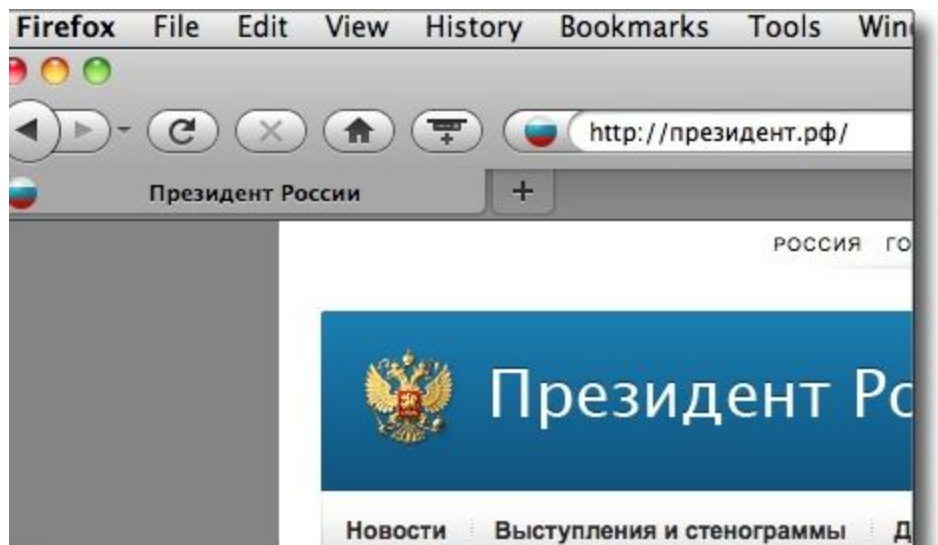 Firefox File Edit View History Bookmarks Tools
http://президент.рф/
Президент России
РОССИЯ
Президент
Новости Выступления и стенограммы